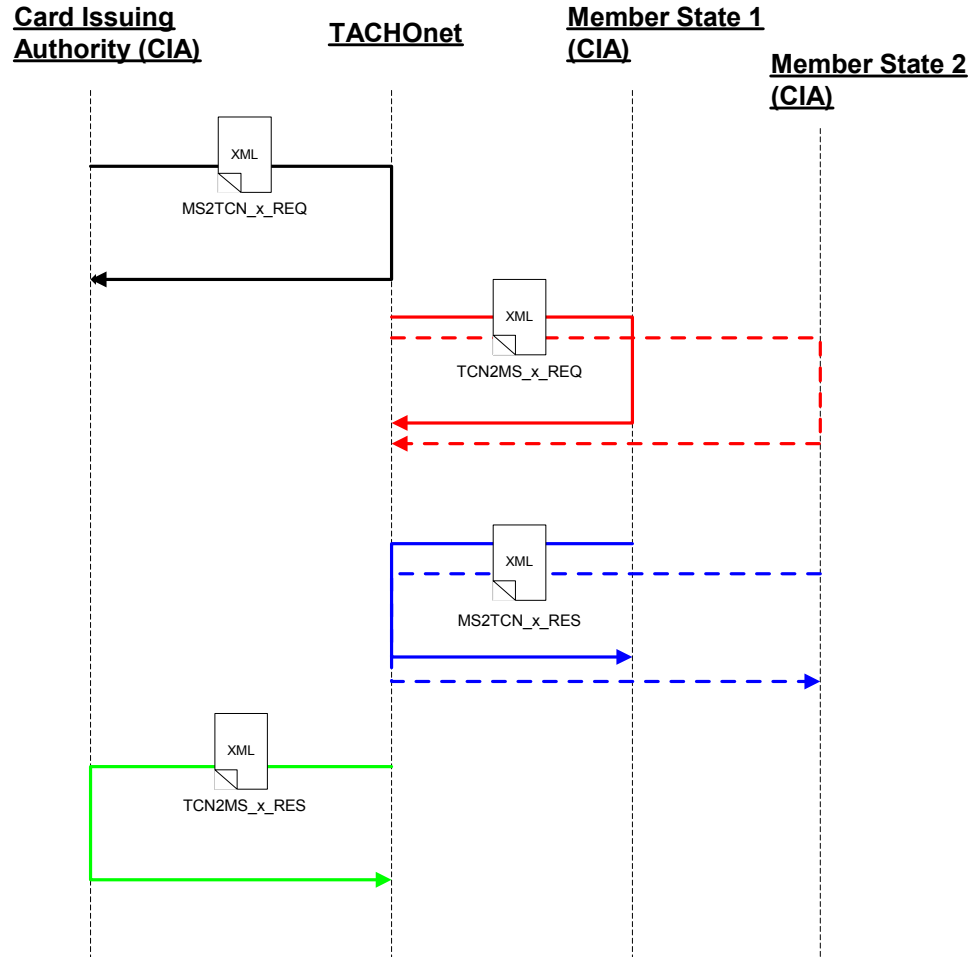 Card Issuing
Authority (CIA)
TACHOnet
Member State 1
(CIA)
Member State 2
(CIA)
XML
MS2TCN_x_REQ
XML
TCN2MS_x_REQ
XML
MS2TCN_x_RES
XML
TCN2MS_x_RES